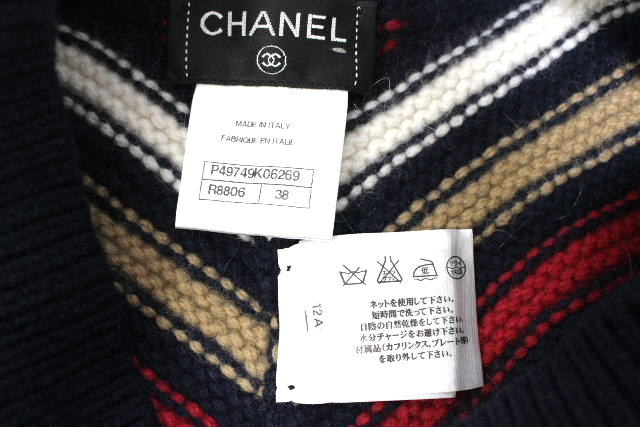 CHANEL
MADE IN ITALY
FABRIQUE EN ITALIE
P49749K06269
R8806 38
12A
低
ネットを使用して下さい。
短時間で洗って下さい。
日陰の自然乾燥をして下さい。
水分チャージをお避け下さい。
付属品(カフリンクス、プレート等)
を取り外して下さい。